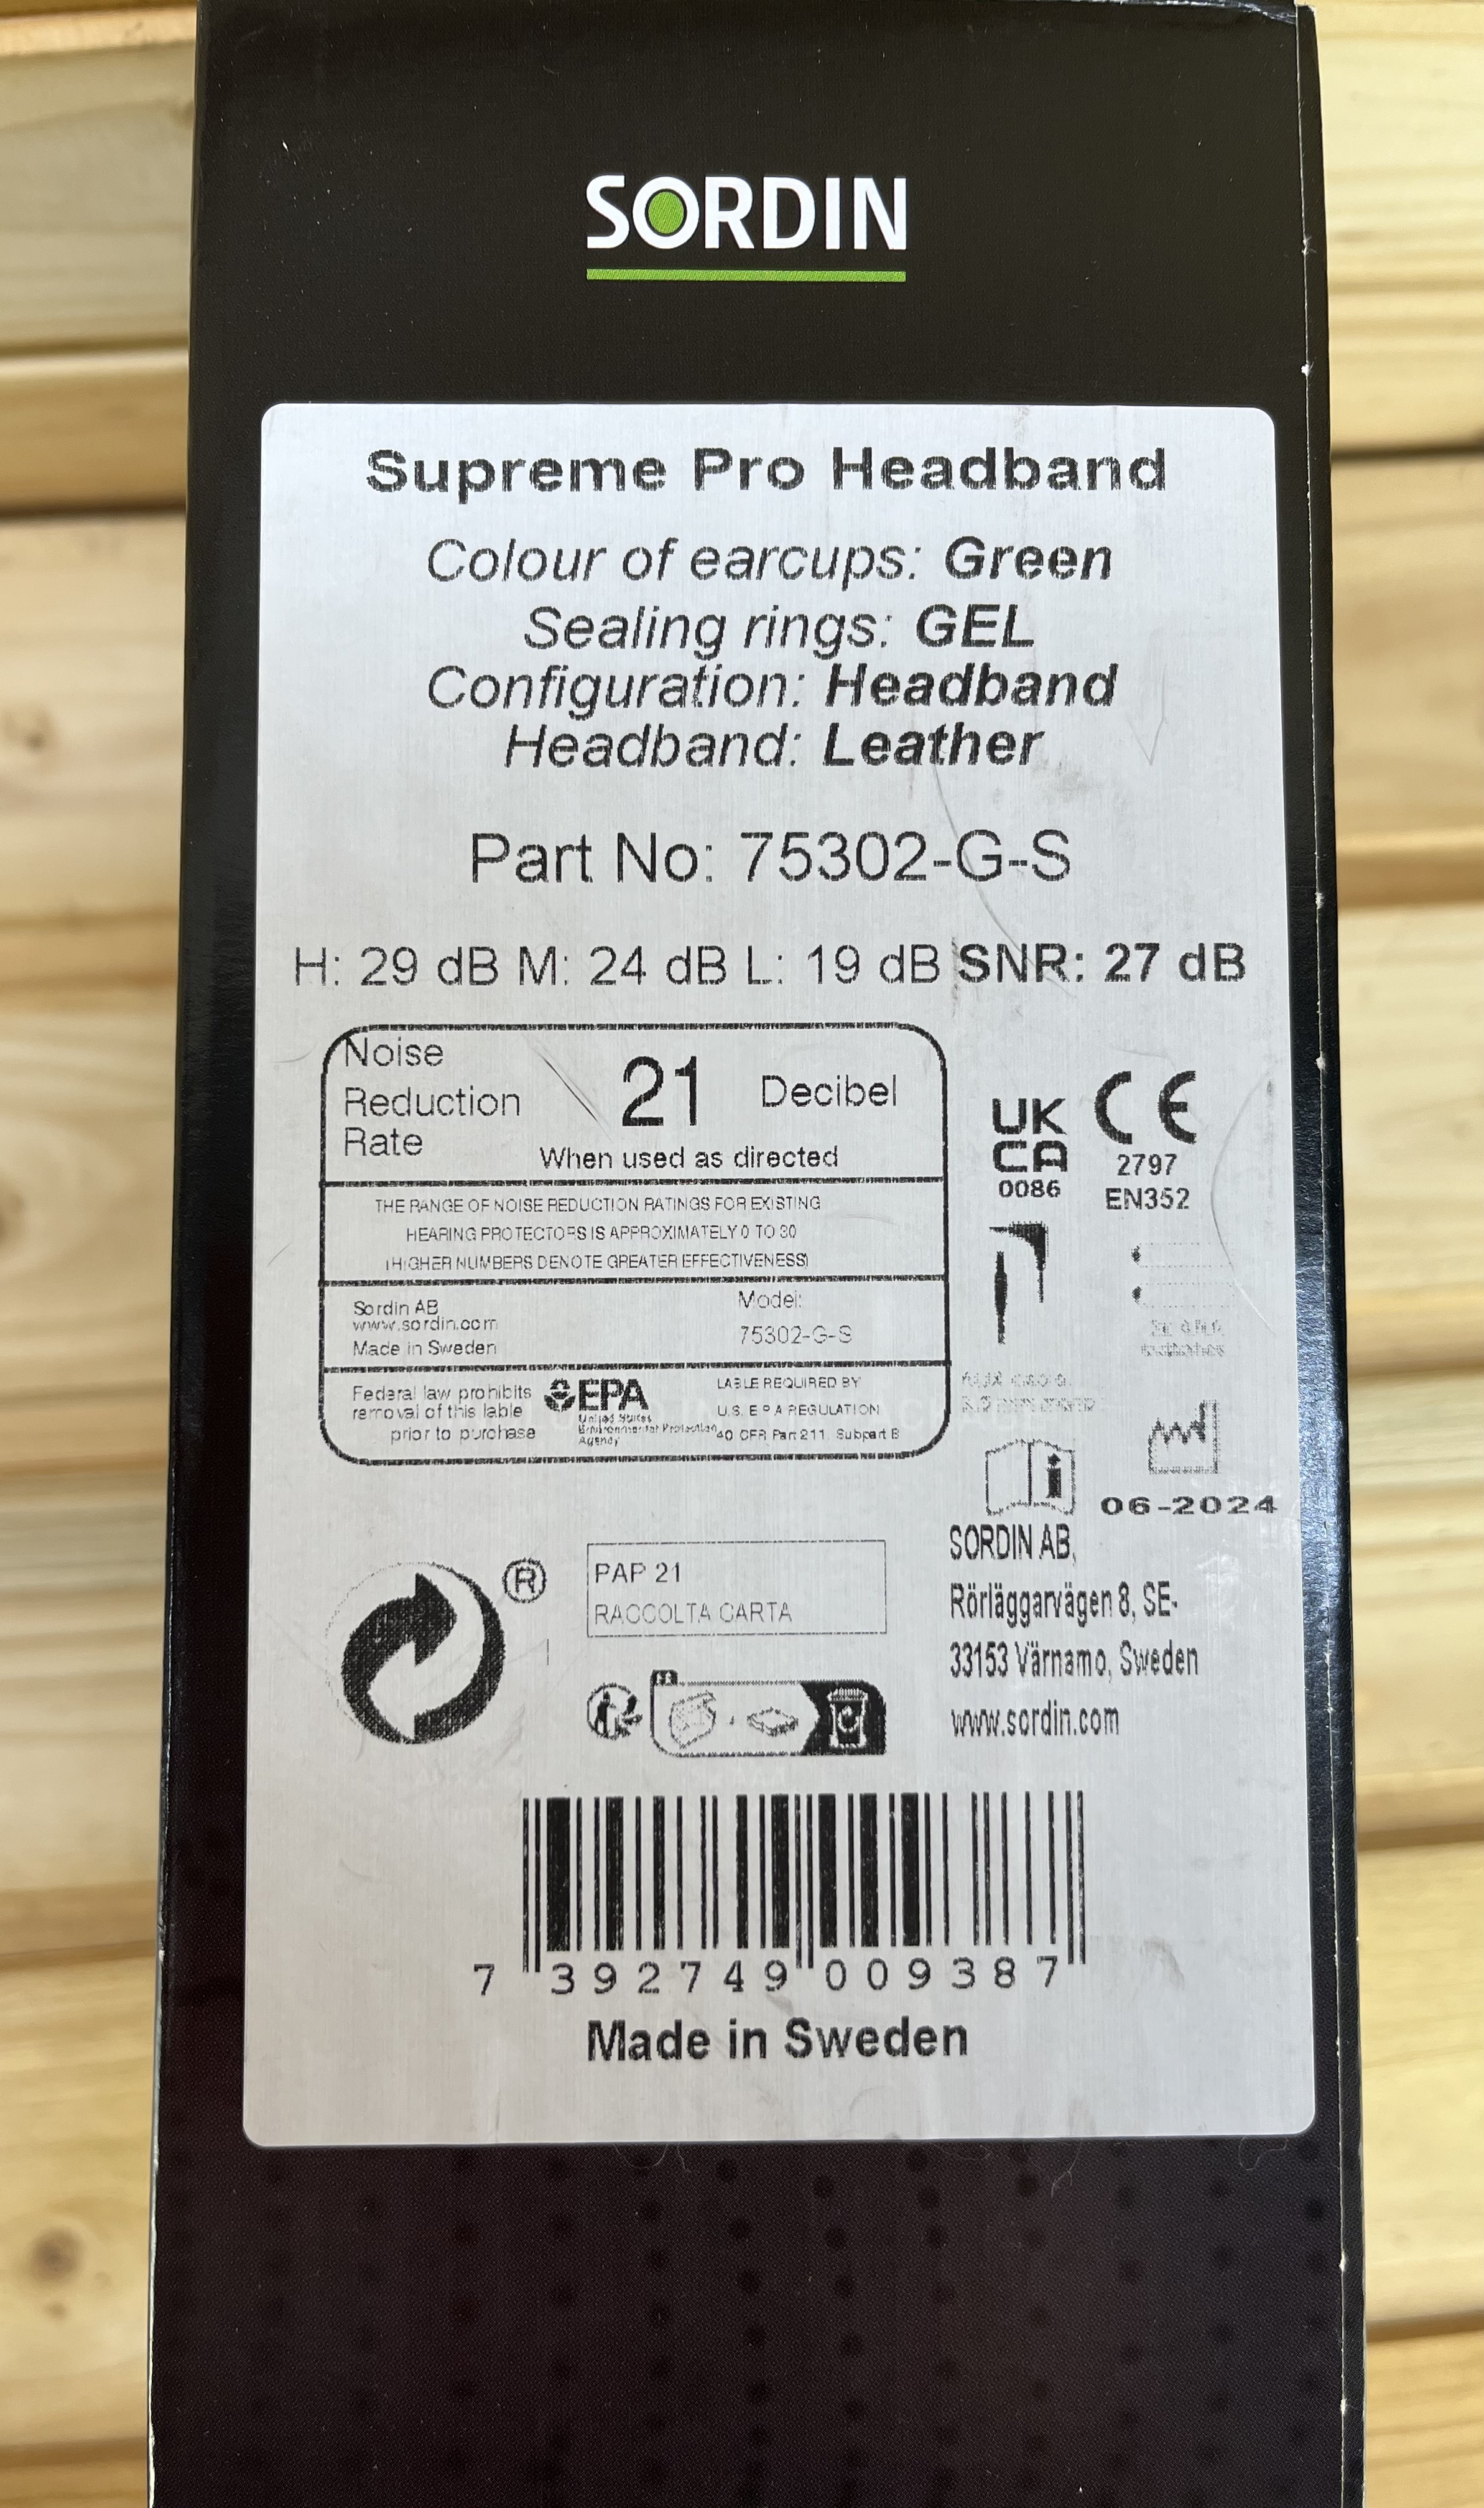 SORDIN
Supreme Pro Headband
Colour of earcups: Green
Sealing rings: GEL
Configuration: Headband
Headband: Leather
Part No: 75302-G-S
H: 29 dB M: 24 dB L: 19 dB SNR: 27 dB
Noise
Reduction
Rate
21 Decibel
When used as directed
THE RANGE OF NOISE REDUCTION RATINGS FOR EXISTING
HEARING PROTECTORS IS APPROXIMATELY 0 TO 30
(HIGHER NUMBERS DENOTE GREATER EFFECTIVENESS)
Sordin AB
www.sordin.com
Made in Sweden
Model:
75302-G-S
Federal law prohibits
removal of this lable
prior to purchase
EPA
United States
Environmental Protection
Agency
LABLE REQUIRED BY
U.S. E P A REGULATION
40 CFR Part 211, Subpart B
UK
CA
0086
CE
2797
EN352
06-2024
SORDIN AB,
Rörläggarvägen 8, SE-
33153 Värnamo, Sweden
www.sordin.com
®
PAP 21
RACCOLTA CARTA
FR
7 392749 009387
Made in Sweden